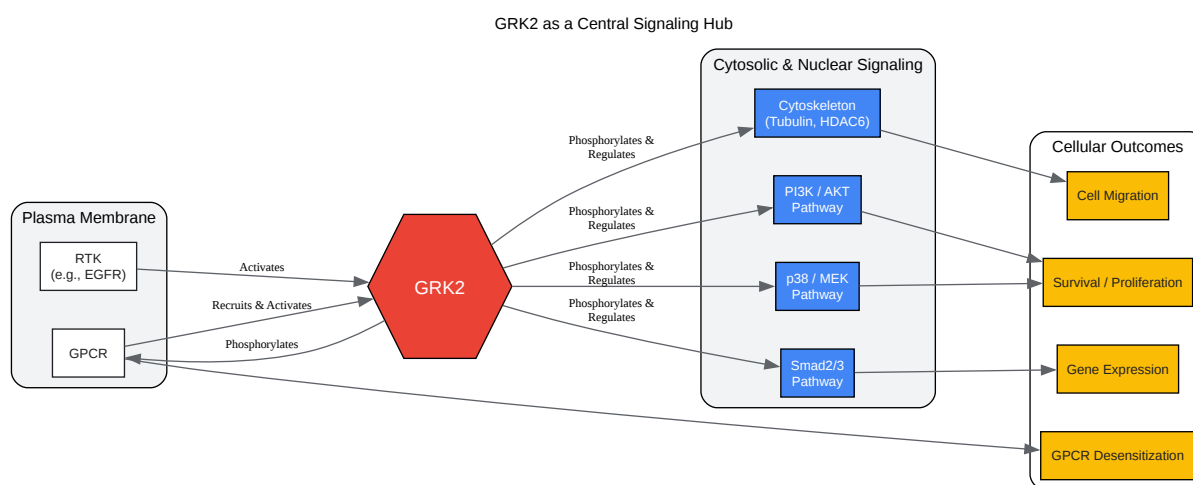 GRK2 as a Central Signaling Hub
Plasma Membrane
RTK
(e.g., EGFR)
GPCR
Activates
Recruits & Activates
Phosphorylates
GRK2
Phosphorylates &
Regulates
Phosphorylates &
Regulates
Phosphorylates &
Regulates
Phosphorylates &
Regulates
Cytosolic & Nuclear Signaling
Cytoskeleton
(Tubulin, HDAC6)
PI3K / AKT
Pathway
p38 / MEK
Pathway
Smad2/3
Pathway
Cellular Outcomes
Cell Migration
Survival / Proliferation
Gene Expression
GPCR Desensitization